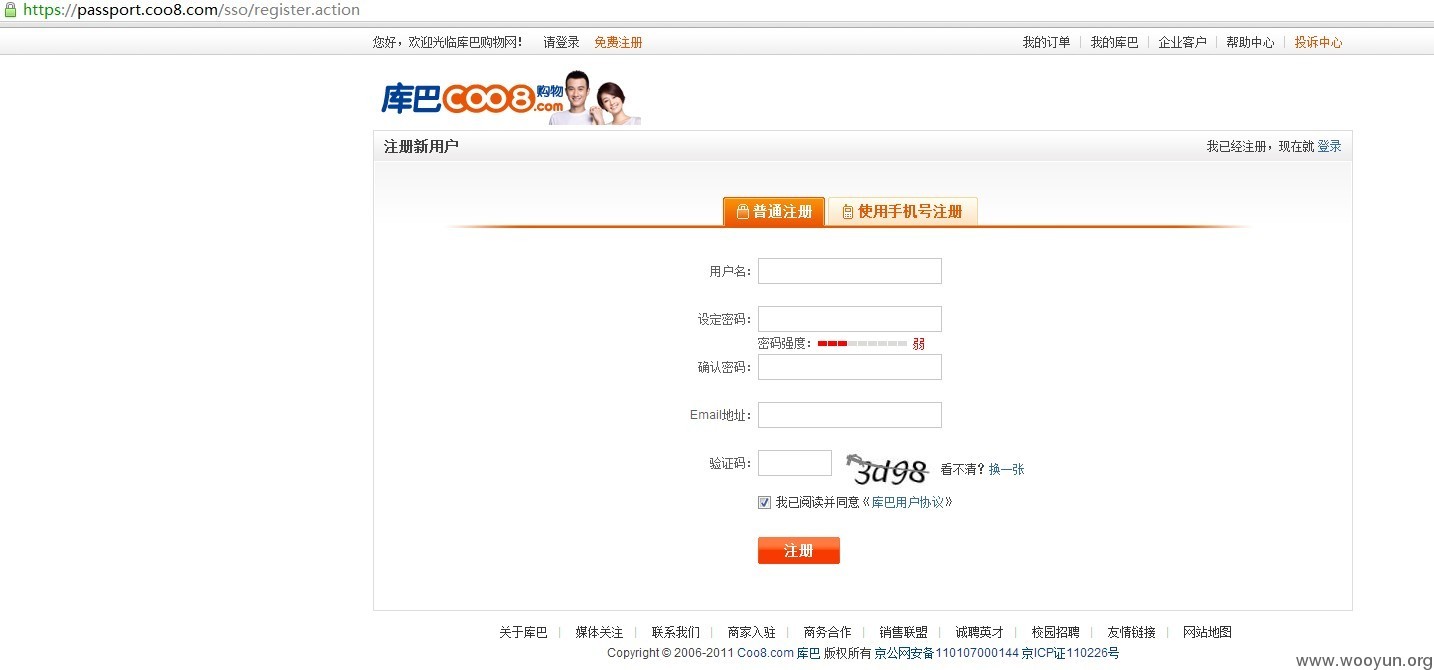 https://passport.coo8.com/sso/register.action
您好，欢迎光临库巴购物网！ 请登录 免费注册 我的订单 | 我的库巴 | 企业客户 | 帮助中心 | 投诉中心
库巴COO8购物.com
注册新用户 我已经注册，现在就 登录
普通注册 使用手机号注册
用户名：
设定密码：
密码强度： 弱
确认密码：
Email地址：
验证码： 3d98 看不清？换一张
我已阅读并同意《库巴用户协议》
注册
关于库巴 | 媒体关注 | 联系我们 | 商家入驻 | 商务合作 | 销售联盟 | 诚聘英才 | 校园招聘 | 友情链接 | 网站地图
Copyright © 2006-2011 Coo8.com 库巴 版权所有 京公网安备110107000144 京ICP证110226号
www.wooyun.org